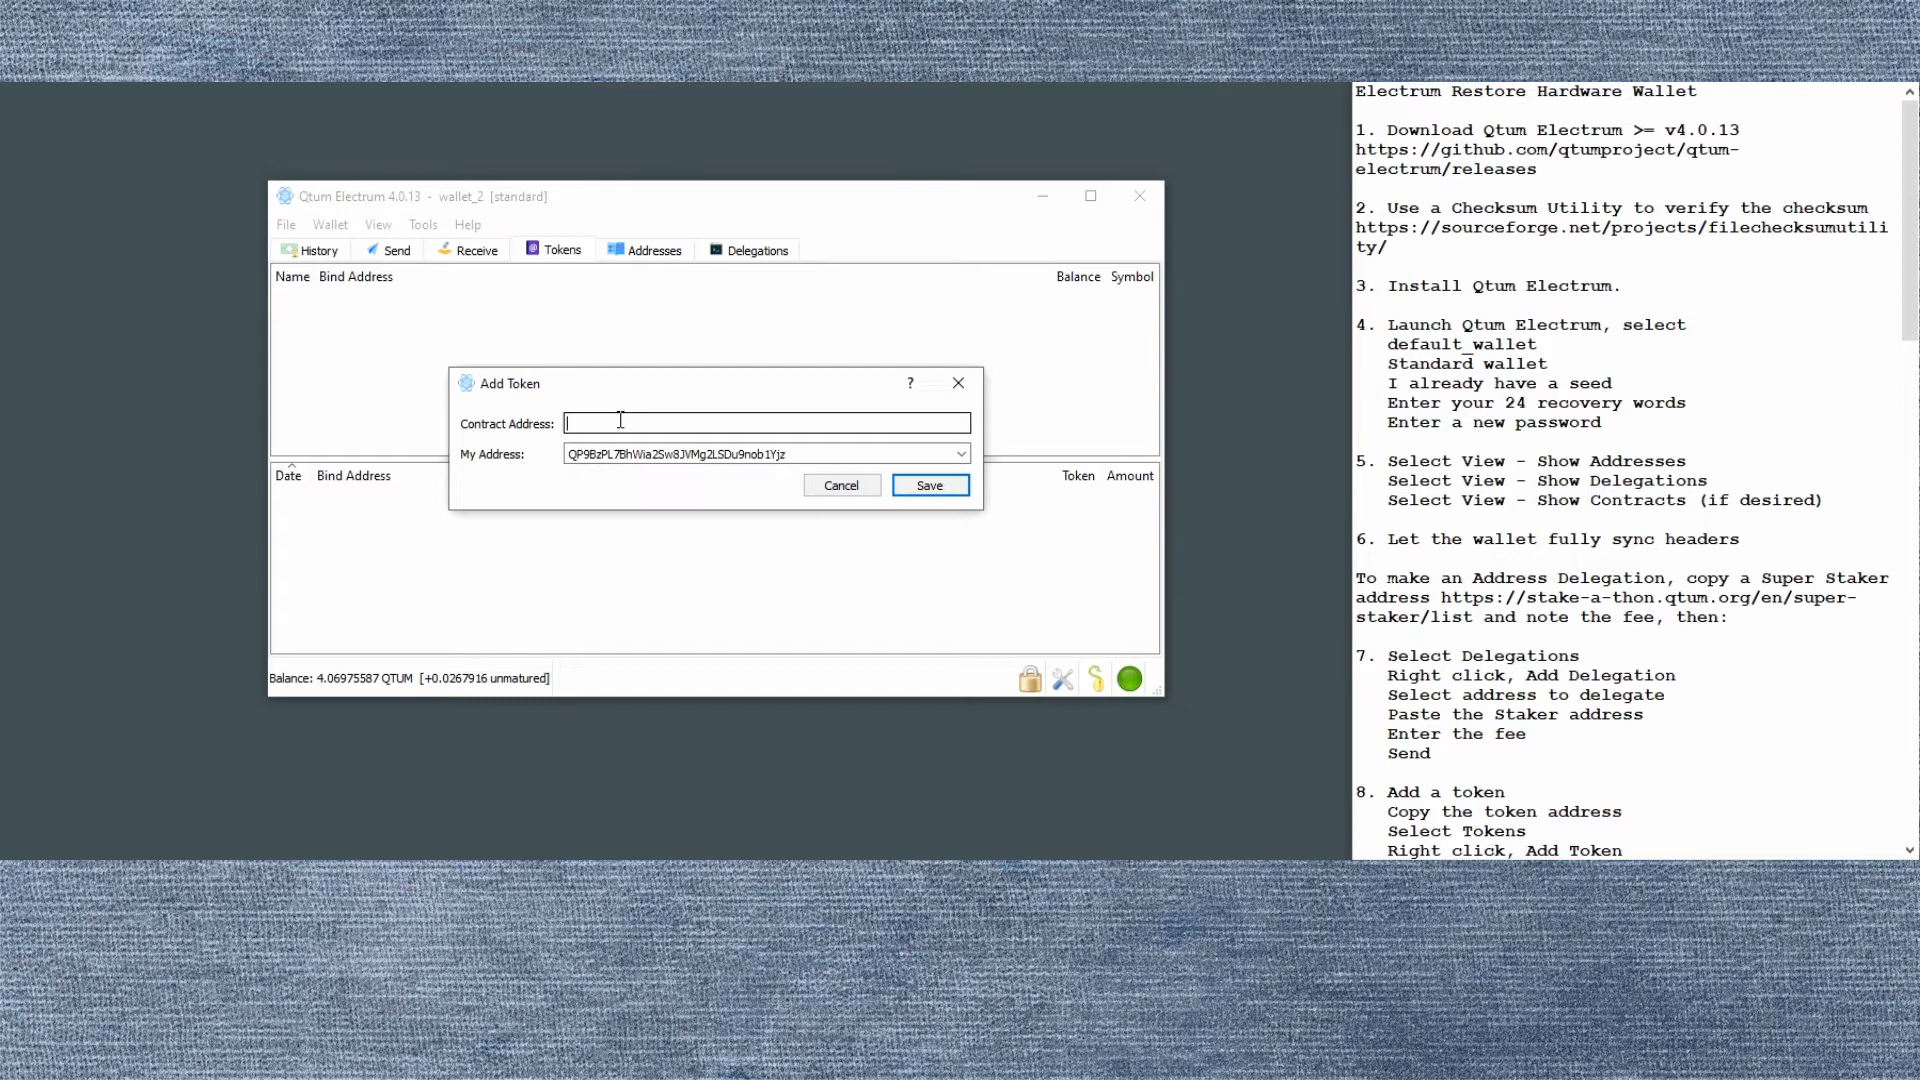 Qtum Electrum 4.0.13 - wallet_2 [standard]
File Wallet View Tools Help
History Send Receive Tokens Addresses Delegations
Name Bind Address Balance Symbol
Add Token ?
Contract Address:
My Address: QP9BzPL7BhWia2Sw8JVMg2LSDu9nob1Yjz
Cancel Save
Date Bind Address Token Amount
Balance: 4.06975587 QTUM [+0.0267916 unmatured]
Electrum Restore Hardware Wallet
1. Download Qtum Electrum >= v4.0.13
https://github.com/qtumproject/qtum-
electrum/releases
2. Use a Checksum Utility to verify the checksum
https://sourceforge.net/projects/filechecksumutili
ty/
3. Install Qtum Electrum.
4. Launch Qtum Electrum, select
default_wallet
Standard wallet
I already have a seed
Enter your 24 recovery words
Enter a new password
5. Select View - Show Addresses
Select View - Show Delegations
Select View - Show Contracts (if desired)
6. Let the wallet fully sync headers
To make an Address Delegation, copy a Super Staker
address https://stake-a-thon.qtum.org/en/super-
staker/list and note the fee, then:
7. Select Delegations
Right click, Add Delegation
Select address to delegate
Paste the Staker address
Enter the fee
Send
8. Add a token
Copy the token address
Select Tokens
Right click, Add Token